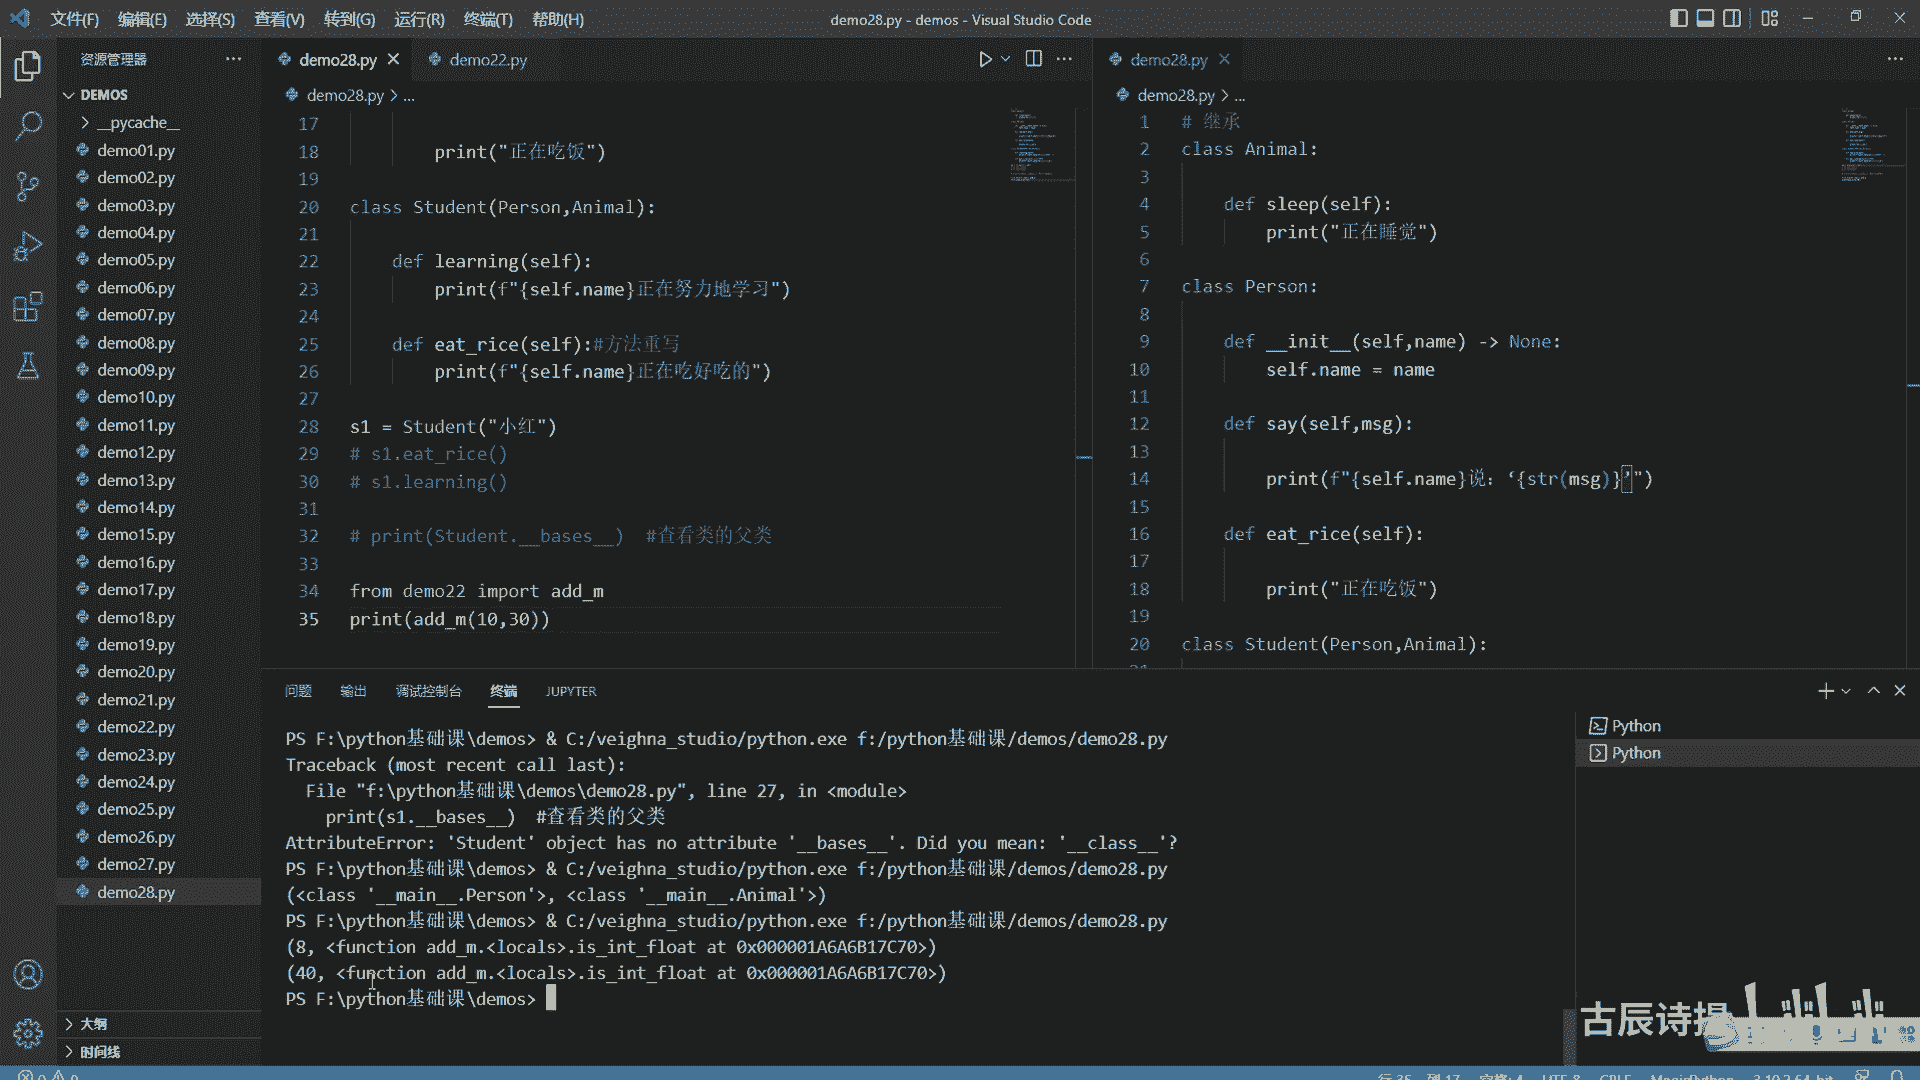 文件(F) 编辑(E) 选择(S) 查看(V) 转到(G) 运行(R) 终端(T) 帮助(H) demo28.py - demos - Visual Studio Code
资源管理器
DEMOS
__pycache__
demo01.py
demo02.py
demo03.py
demo04.py
demo05.py
demo06.py
demo07.py
demo08.py
demo09.py
demo10.py
demo11.py
demo12.py
demo13.py
demo14.py
demo15.py
demo16.py
demo17.py
demo18.py
demo19.py
demo20.py
demo21.py
demo22.py
demo23.py
demo24.py
demo25.py
demo26.py
demo27.py
demo28.py
大纲
时间线
demo28.py demo22.py
demo28.py > ...
17
18 print("正在吃饭")
19
20 class Student(Person,Animal):
21
22 def learning(self):
23 print(f"{self.name}正在努力地学习")
24
25 def eat_rice(self):#方法重写
26 print(f"{self.name}正在吃好吃的")
27
28 s1 = Student("小红")
29 # s1.eat_rice()
30 # s1.learning()
31
32 # print(Student.__bases__) #查看类的父类
33
34 from demo22 import add_m
35 print(add_m(10,30))
demo28.py
demo28.py > ...
1 # 继承
2 class Animal:
3
4 def sleep(self):
5 print("正在睡觉")
6
7 class Person:
8
9 def __init__(self,name) -> None:
10 self.name = name
11
12 def say(self,msg):
13
14 print(f"{self.name}说：‘{str(msg)}’")
15
16 def eat_rice(self):
17
18 print("正在吃饭")
19
20 class Student(Person,Animal):
问题 输出 调试控制台 终端 JUPYTER
PS F:\python基础课\demos> & C:/veighna_studio/python.exe f:/python基础课/demos/demo28.py
Traceback (most recent call last):
File "f:\python基础课\demos\demo28.py", line 27, in <module>
print(s1.__bases__) #查看类的父类
AttributeError: 'Student' object has no attribute '__bases__'. Did you mean: '__class__'?
PS F:\python基础课\demos> & C:/veighna_studio/python.exe f:/python基础课/demos/demo28.py
(<class '__main__.Person'>, <class '__main__.Animal'>)
PS F:\python基础课\demos> & C:/veighna_studio/python.exe f:/python基础课/demos/demo28.py
(8, <function add_m.<locals>.is_int_float at 0x000001A6A6B17C70>)
(40, <function add_m.<locals>.is_int_float at 0x000001A6A6B17C70>)
PS F:\python基础课\demos>
Python
Python
古辰诗